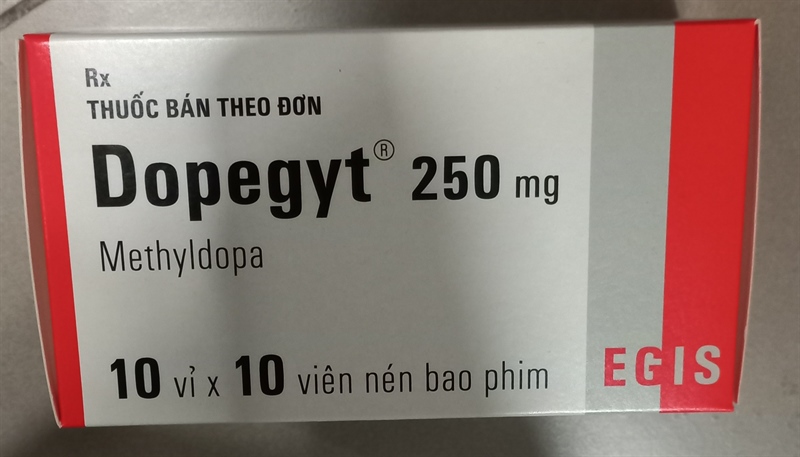 Rx
THUỐC BÁN THEO ĐƠN
Dopegyt® 250 mg
Methyldopa
10 vỉ x 10 viên nén bao phim
EGIS